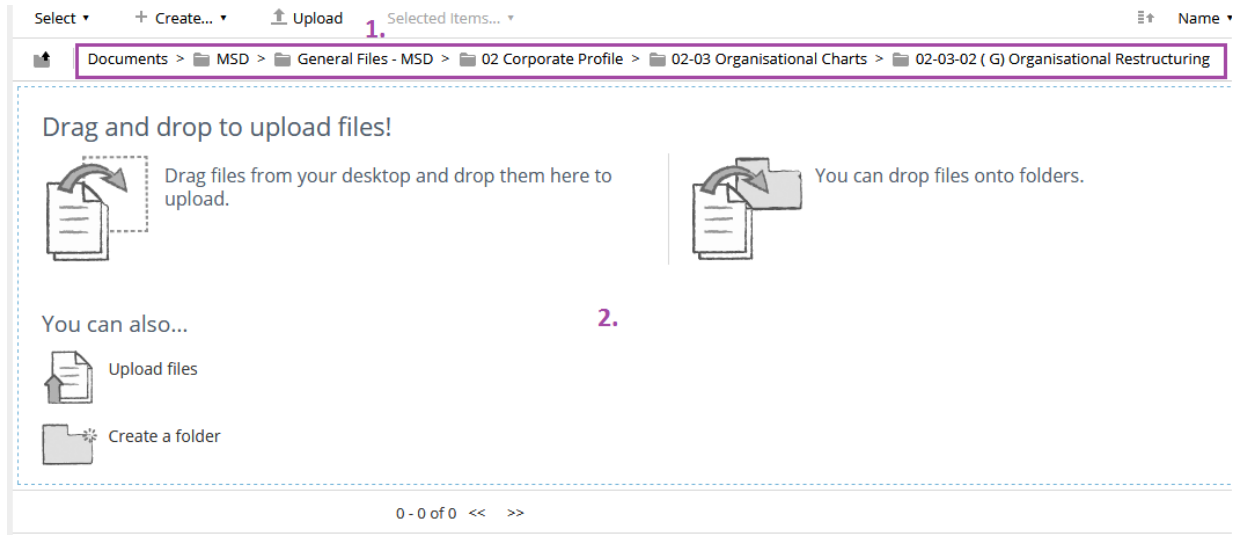 Select ▾ + Create... ▾ Upload Selected Items... ▾ Name ▾
1.
Documents > MSD > General Files - MSD > 02 Corporate Profile > 02-03 Organisational Charts > 02-03-02 ( G) Organisational Restructuring
Drag and drop to upload files!
Drag files from your desktop and drop them here to
upload.
You can drop files onto folders.
2.
You can also...
Upload files
Create a folder
0 - 0 of 0 << >>